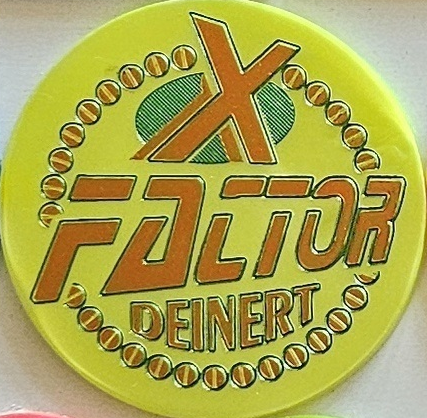 X
FACTOR
DEINERT